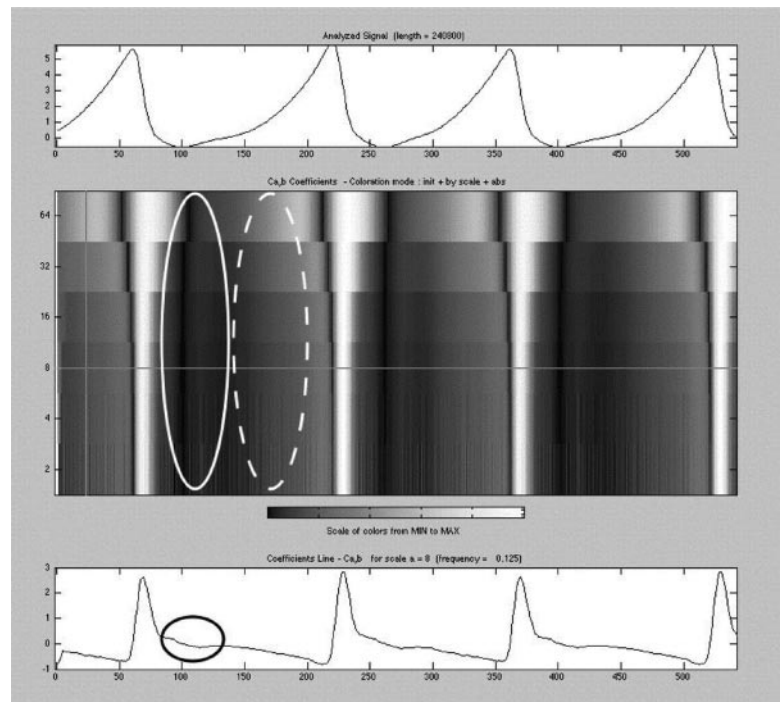 Analyzed Signal (length = 240800)
5
4
3
2
1
0
0 50 100 150 200 250 300 350 400 450 500
Ca,b Coefficients - Coloration mode : init + by scale + abs
64
32
16
8
4
2
Scale of colors from MIN to MAX
Coefficients Line - Ca,b for scale a = 8 (frequency = 0.125)
3
2
1
0
-1
0 50 100 150 200 250 300 350 400 450 500